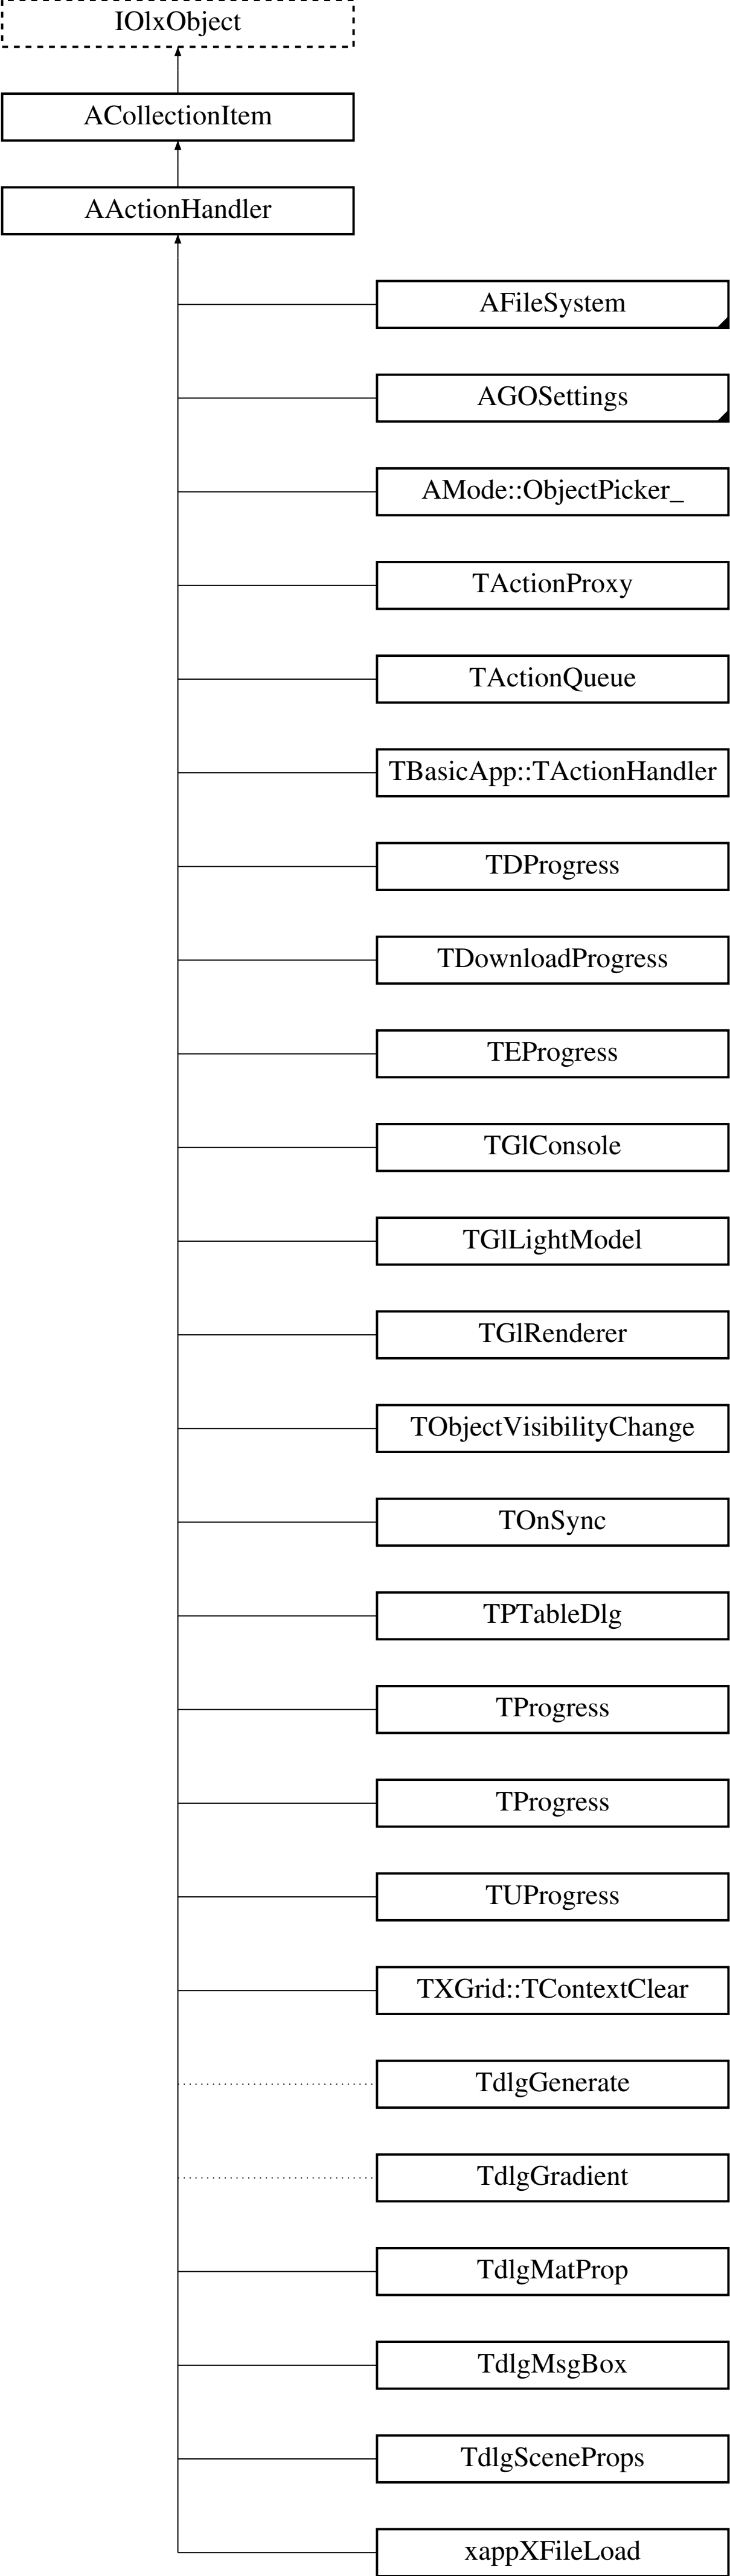 IOlxObject
ACollectionItem
AActionHandler
AFileSystem
AGOSettings
AMode::ObjectPicker_
TActionProxy
TActionQueue
TBasicApp::TActionHandler
TDProgress
TDownloadProgress
TEProgress
TGlConsole
TGlLightModel
TGlRenderer
TObjectVisibilityChange
TOnSync
TPTableDlg
TProgress
TProgress
TUProgress
TXGrid::TContextClear
TdlgGenerate
TdlgGradient
TdlgMatProp
TdlgMsgBox
TdlgSceneProps
xappXFileLoad